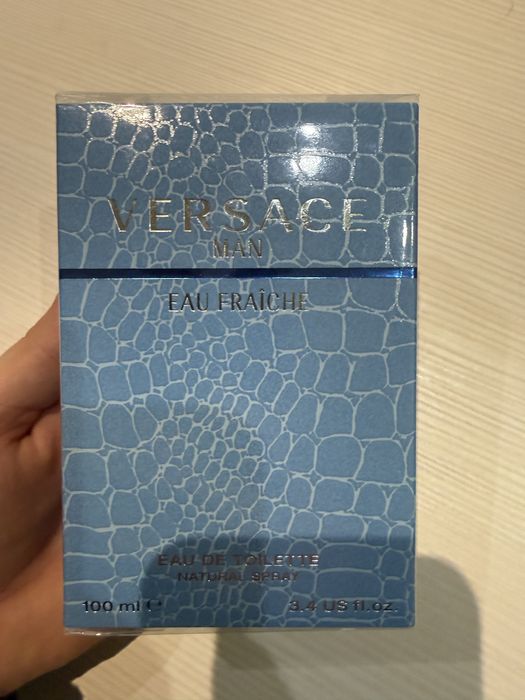 VERSACE
MAN
EAU FRAÎCHE
EAU DE TOILETTE
NATURAL SPRAY
100 ml ℮ 3.4 US fl.oz.